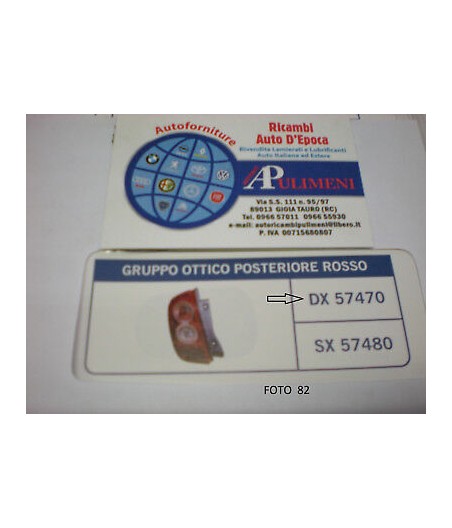 Autoforniture
Ricambi
Auto D'Epoca
Rivendita Lamierati e Lubrificanti
Auto Italiane ed Estere
APULIMENI
Via S.S. 111 n. 95/97
89013 GIOIA TAURO (RC)
Tel. 0966 57011 0966 55930
e-mail: autoricambipulimeni@libero.it
P. IVA 00715680807
GRUPPO OTTICO POSTERIORE ROSSO
DX 57470
SX 57480
FOTO 82